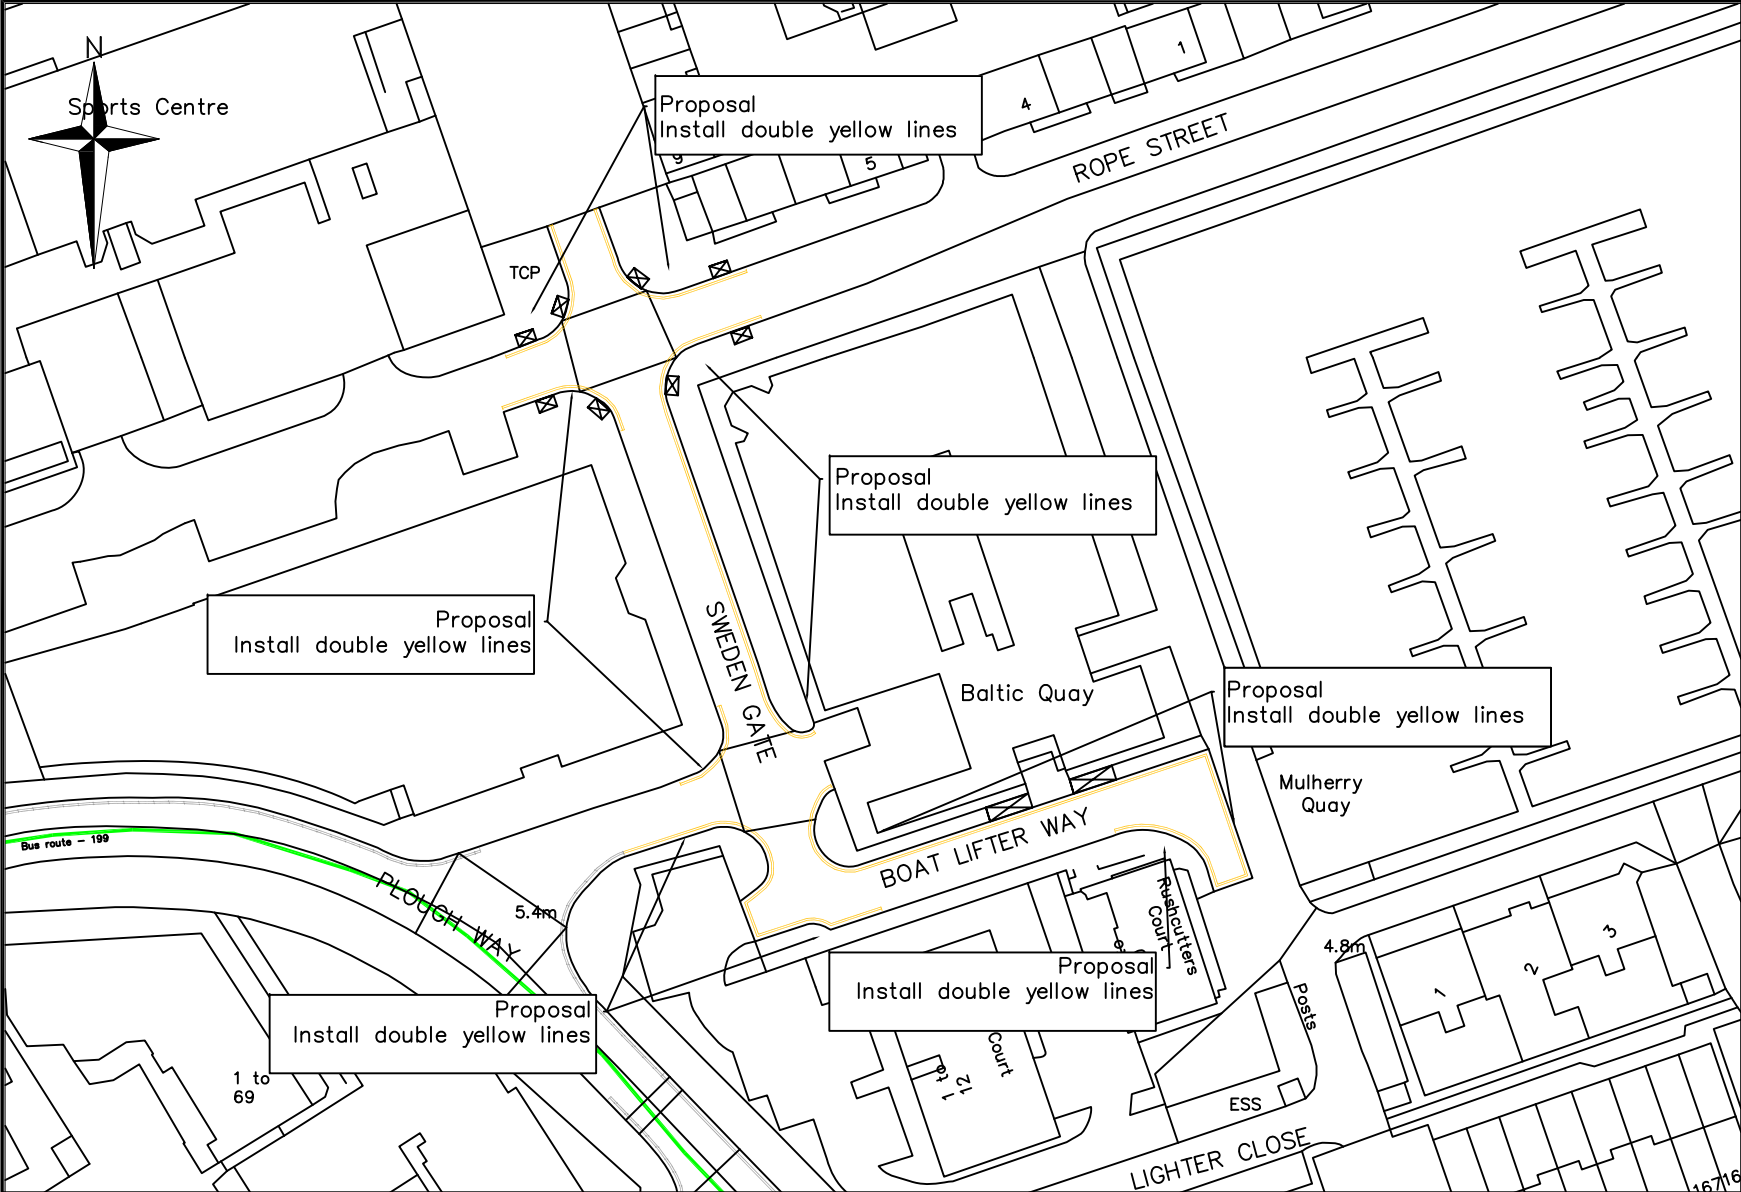 N
Sports Centre
Proposal
Install double yellow lines
1
4
9
5
ROPE STREET
TCP
Proposal
Install double yellow lines
Proposal
Install double yellow lines
SWEDEN GATE
Baltic Quay
Proposal
Install double yellow lines
Mulherry
Quay
Bus route - 199
BOAT LIFTER WAY
PLOUGH WAY
5.4m
Rushcutters
Court
4.8m
3
2
1
Proposal
Install double yellow lines
Proposal
Install double yellow lines
Posts
Court
1 to
12
1 to
69
ESS
LIGHTER CLOSE